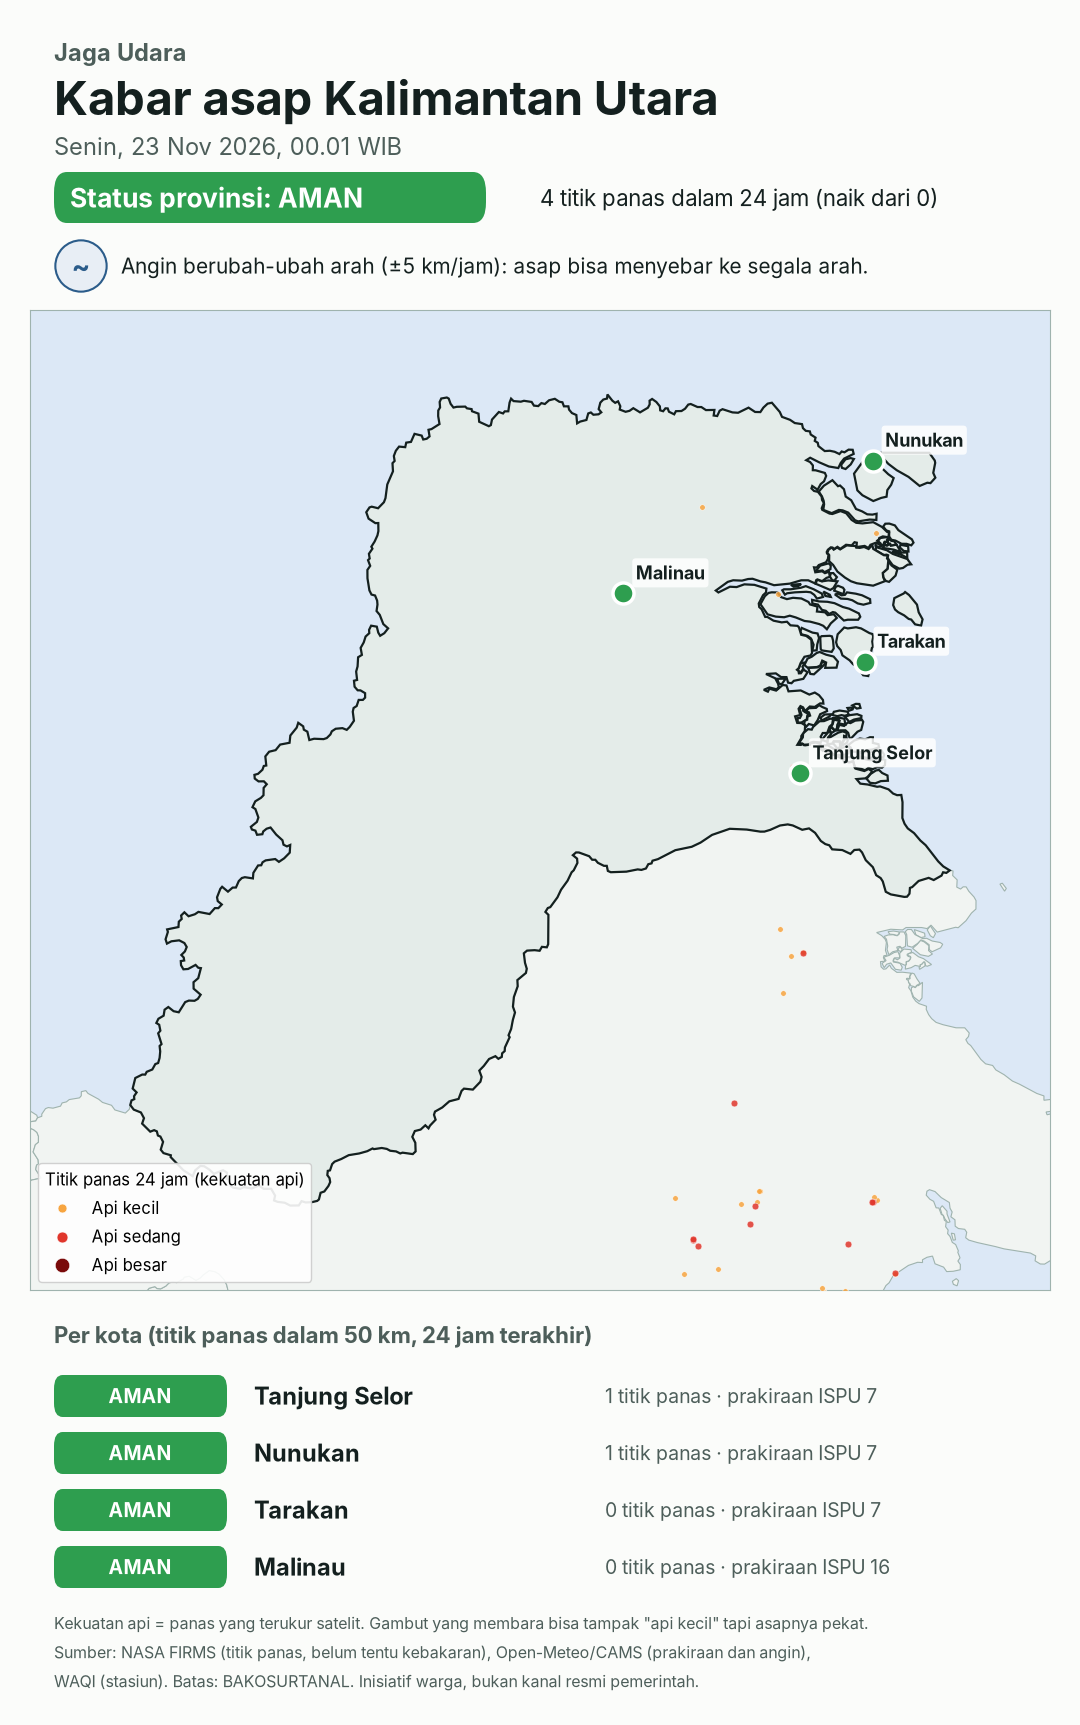 Jaga Udara
Kabar asap Kalimantan Utara
Senin, 23 Nov 2026, 00.01 WIB
Status provinsi: AMAN
4 titik panas dalam 24 jam (naik dari 0)
~ Angin berubah-ubah arah (±5 km/jam): asap bisa menyebar ke segala arah.
Nunukan
Malinau
Tarakan
Tanjung Selor
Titik panas 24 jam (kekuatan api)
Api kecil
Api sedang
Api besar
Per kota (titik panas dalam 50 km, 24 jam terakhir)
AMAN Tanjung Selor 1 titik panas · prakiraan ISPU 7
AMAN Nunukan 1 titik panas · prakiraan ISPU 7
AMAN Tarakan 0 titik panas · prakiraan ISPU 7
AMAN Malinau 0 titik panas · prakiraan ISPU 16
Kekuatan api = panas yang terukur satelit. Gambut yang membara bisa tampak "api kecil" tapi asapnya pekat.
Sumber: NASA FIRMS (titik panas, belum tentu kebakaran), Open-Meteo/CAMS (prakiraan dan angin),
WAQI (stasiun). Batas: BAKOSURTANAL. Inisiatif warga, bukan kanal resmi pemerintah.